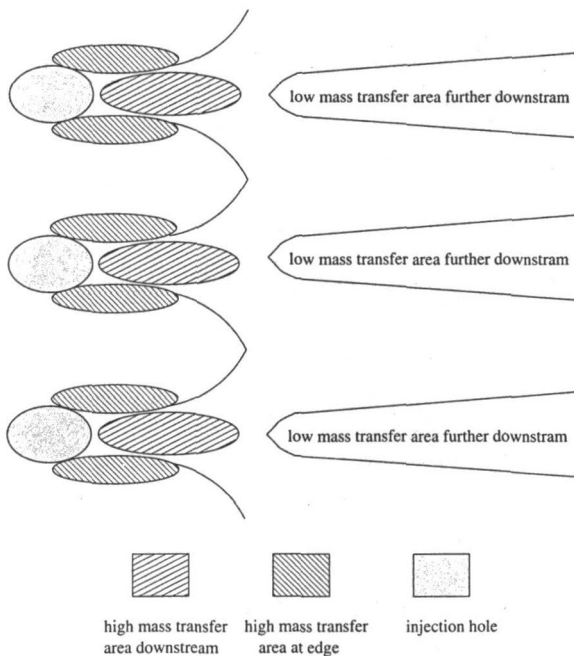 low mass transfer area further downstram
low mass transfer area further downstram
low mass transfer area further downstram
high mass transfer area downstream
high mass transfer area at edge
injection hole